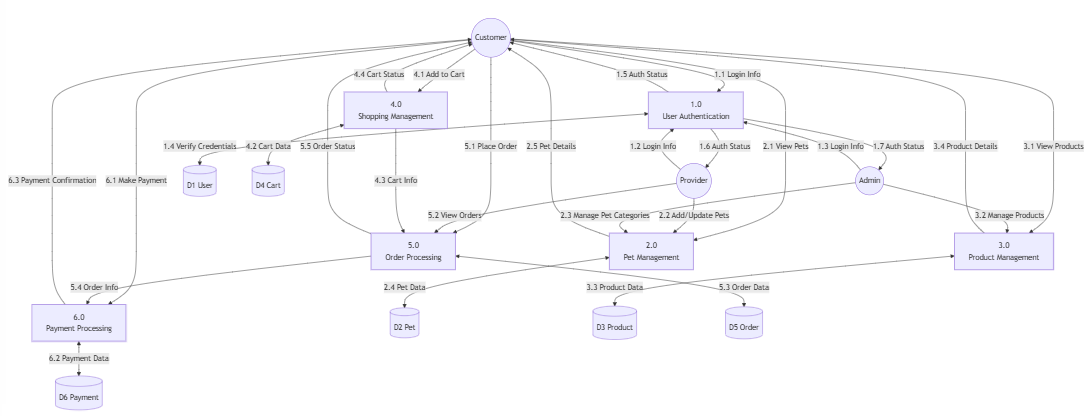 Customer
4.4 Cart Status
4.1 Add to Cart
1.5 Auth Status
1.1 Login Info
4.0
Shopping Management
1.0
User Authentication
1.4 Verify Credentials
4.2 Cart Data
5.5 Order Status
5.1 Place Order
2.5 Pet Details
1.2 Login Info
1.6 Auth Status
2.1 View Pets
1.3 Login Info
1.7 Auth Status
3.4 Product Details
3.1 View Products
6.3 Payment Confirmation
6.1 Make Payment
D1 User
D4 Cart
4.3 Cart Info
Provider
Admin
5.2 View Orders
2.3 Manage Pet Categories
2.2 Add/Update Pets
3.2 Manage Products
5.0
Order Processing
2.0
Pet Management
3.0
Product Management
5.4 Order Info
2.4 Pet Data
3.3 Product Data
5.3 Order Data
6.0
Payment Processing
D2 Pet
D3 Product
D5 Order
6.2 Payment Data
D6 Payment